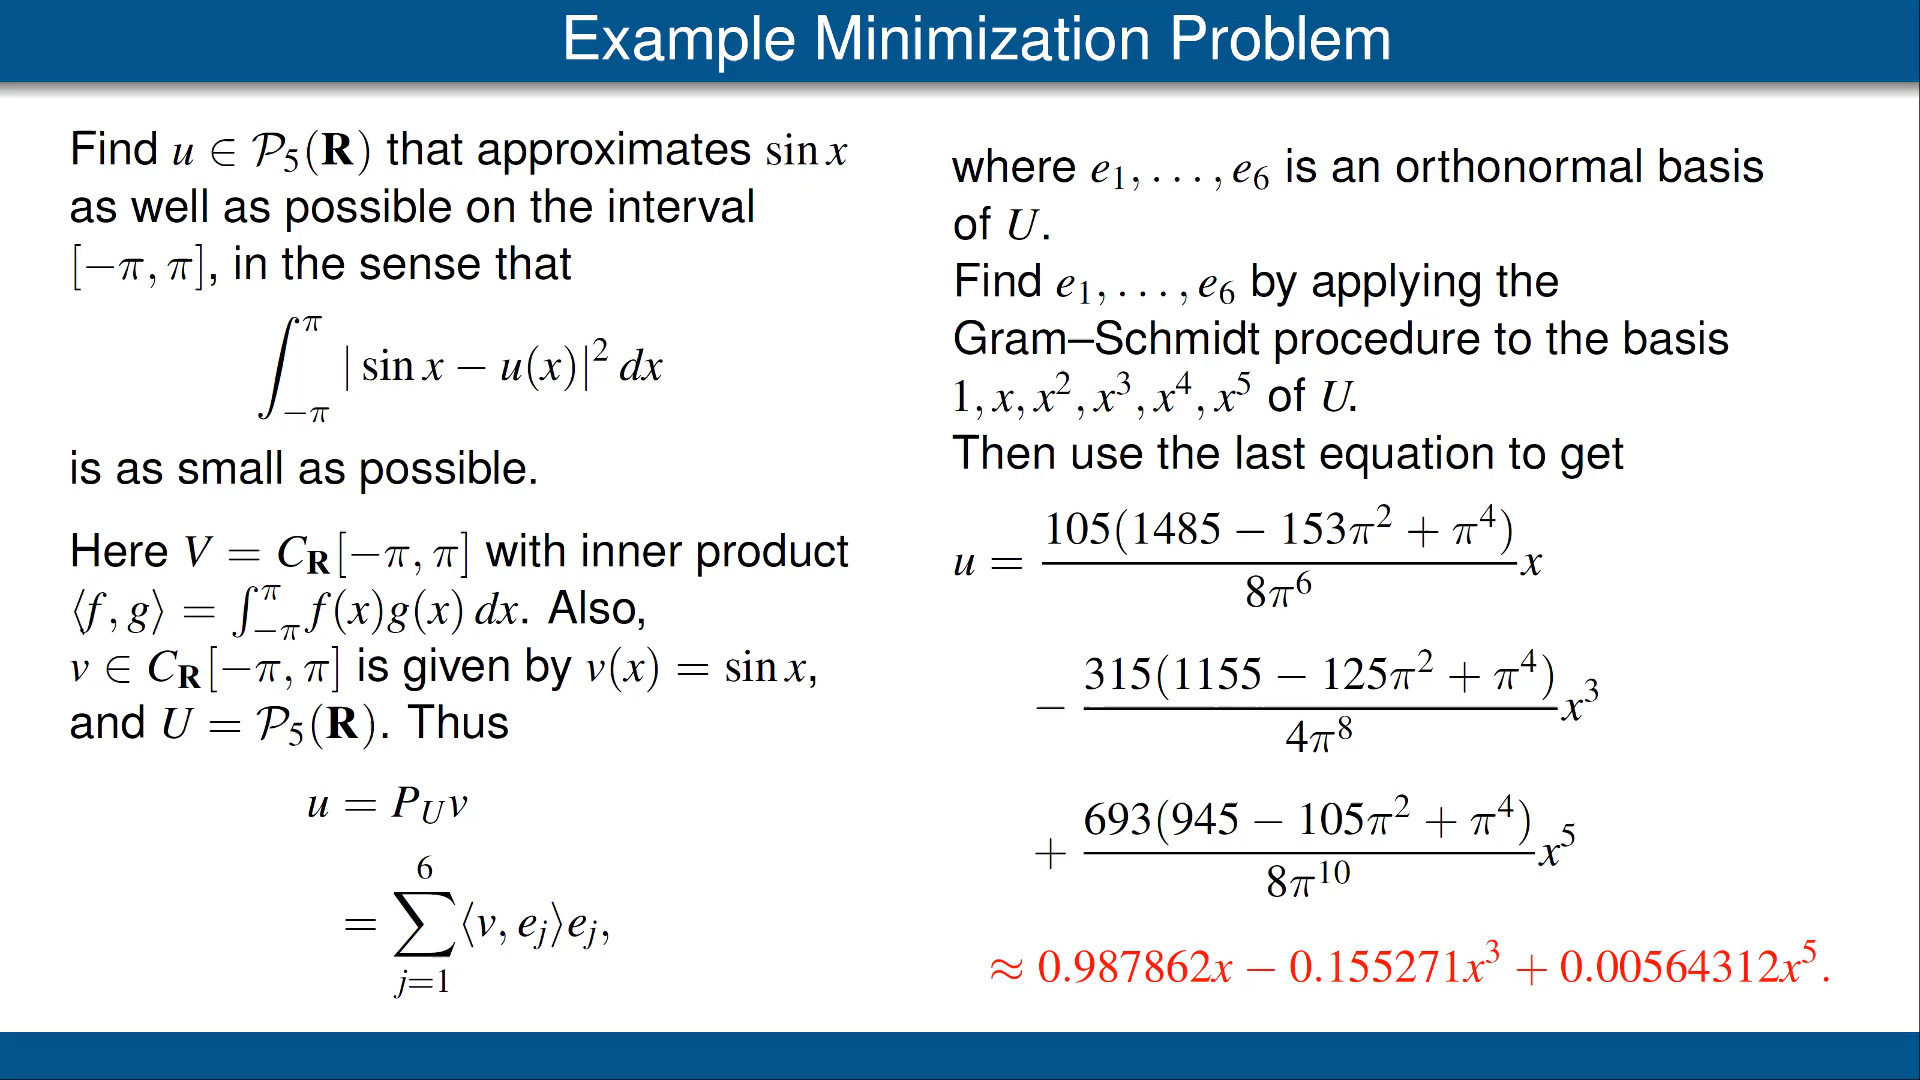 Example Minimization Problem
Find u ∈ 𝒫₅(𝐑) that approximates sin x
as well as possible on the interval
[−π, π], in the sense that
∫_{−π}^{π} | sin x − u(x)|² dx
is as small as possible.
Here V = C_𝐑[−π, π] with inner product
⟨f, g⟩ = ∫_{−π}^{π} f(x)g(x) dx. Also,
v ∈ C_𝐑[−π, π] is given by v(x) = sin x,
and U = 𝒫₅(𝐑). Thus
u = P_U v
= ∑_{j=1}^{6} ⟨v, e_j⟩e_j,
where e₁, . . . , e₆ is an orthonormal basis
of U.
Find e₁, . . . , e₆ by applying the
Gram–Schmidt procedure to the basis
1, x, x², x³, x⁴, x⁵ of U.
Then use the last equation to get
u = \frac{105(1485 − 153π² + π⁴)}{8π⁶} x
− \frac{315(1155 − 125π² + π⁴)}{4π⁸} x³
+ \frac{693(945 − 105π² + π⁴)}{8π¹⁰} x⁵
≈ 0.987862x − 0.155271x³ + 0.00564312x⁵.